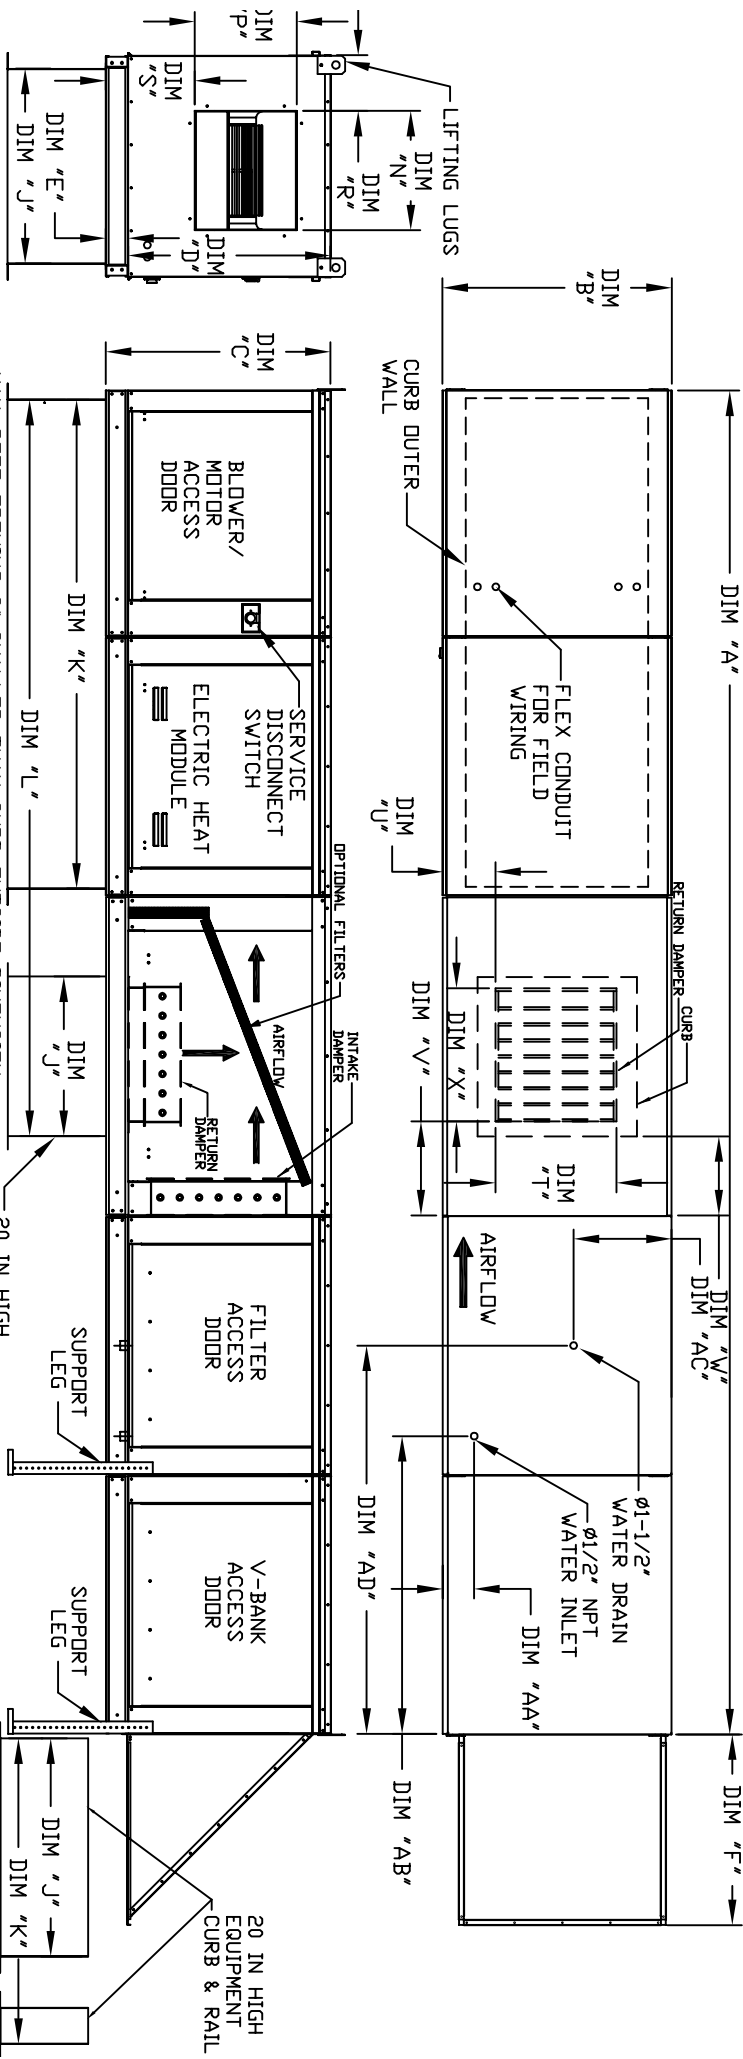 DIM "A"
DIM "F"
DIM
"B"
CURB OUTER
WALL
FLEX CONDUIT
FOR FIELD
WIRING
DIM
"U"
RETURN DAMPER
CURB
DIM "X"
DIM "V"
DIM
"T"
DIM "W"
DIM "AC"
AIRFLOW
Ø1-1/2"
WATER DRAIN
Ø1/2" NPT
WATER INLET
DIM "AA"
DIM "AD"
DIM "AB"
LIFTING LUGS
DIM
"N"
DIM
"R"
DIM
"P"
DIM
"S"
DIM
"D"
DIM "E"
DIM "J"
DIM
"C"
BLOWER/
MOTOR
ACCESS
DOOR
SERVICE
DISCONNECT
SWITCH
ELECTRIC HEAT
MODULE
OPTIONAL FILTERS
AIRFLOW
INTAKE
DAMPER
RETURN
DAMPER
FILTER
ACCESS
DOOR
V-BANK
ACCESS
DOOR
SUPPORT
LEG
SUPPORT
LEG
DIM "K"
DIM "L"
DIM
"J"
20 IN HIGH
20 IN HIGH
EQUIPMENT
CURB & RAIL
DIM "J"
DIM "K"